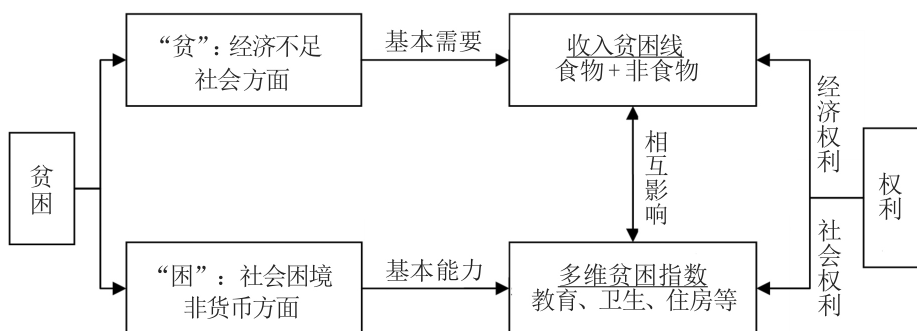 “贫”：经济不足
社会方面
基本需要
收入贫困线
食物+非食物
贫困
相互影响
经济权利
权利
社会权利
“困”：社会困境
非货币方面
基本能力
多维贫困指数
教育、卫生、住房等